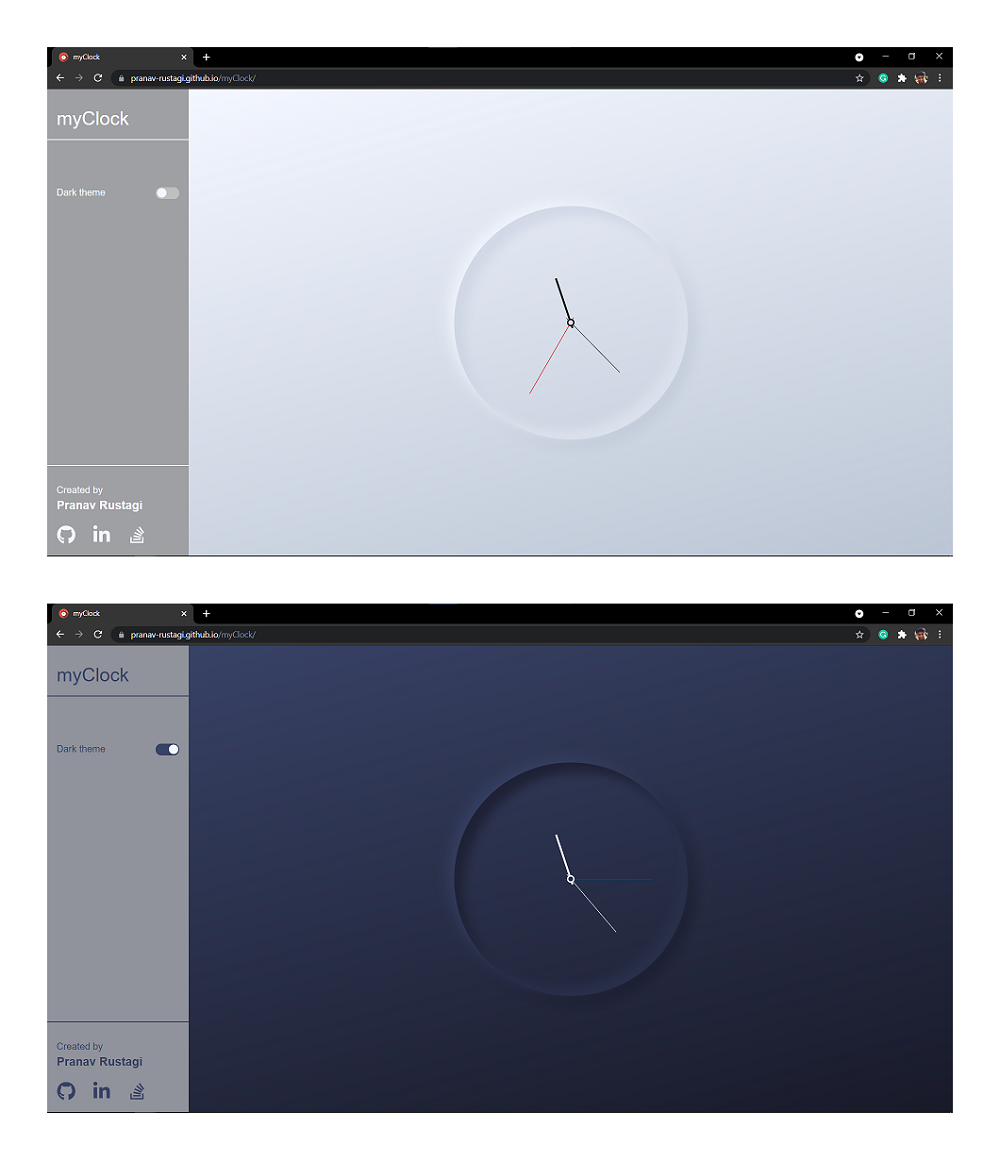 myClock
pranav-rustagi.github.io/myClock/
myClock
Dark theme
Created by
Pranav Rustagi
in
myClock
pranav-rustagi.github.io/myClock/
myClock
Dark theme
Created by
Pranav Rustagi
in